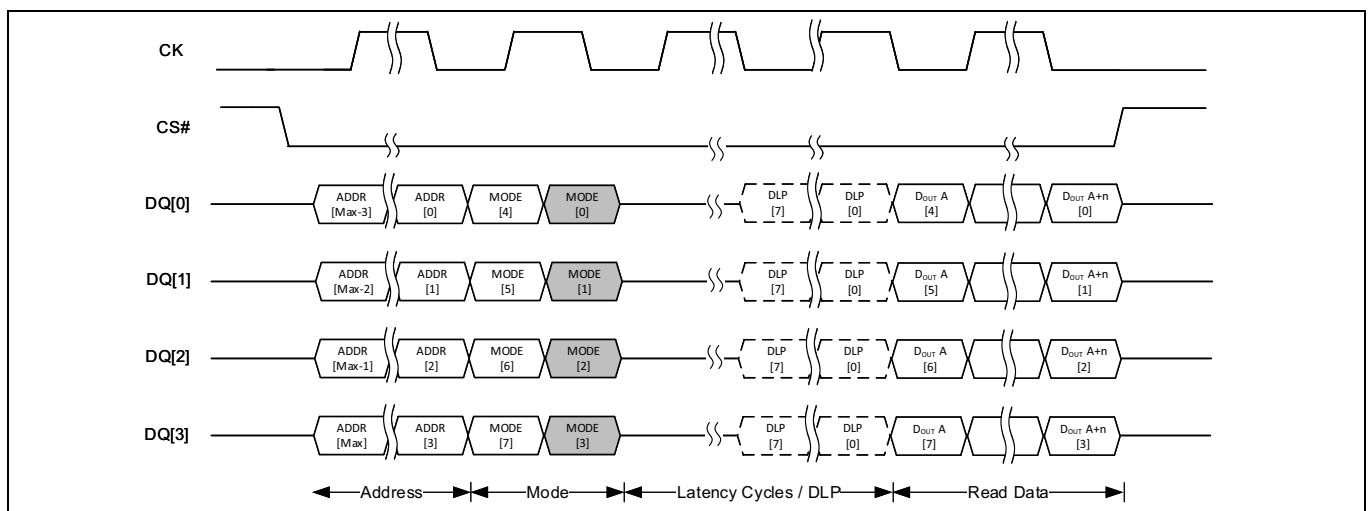 CK
CS#
DQ[0] ADDR [Max-3] ADDR [0] MODE [4] MODE [0] DLP [7] DLP [0] DOUT A [4] DOUT A+n [0]
DQ[1] ADDR [Max-2] ADDR [1] MODE [5] MODE [1] DLP [7] DLP [0] DOUT A [5] DOUT A+n [1]
DQ[2] ADDR [Max-1] ADDR [2] MODE [6] MODE [2] DLP [7] DLP [0] DOUT A [6] DOUT A+n [2]
DQ[3] ADDR [Max] ADDR [3] MODE [7] MODE [3] DLP [7] DLP [0] DOUT A [7] DOUT A+n [3]
Address Mode Latency Cycles / DLP Read Data